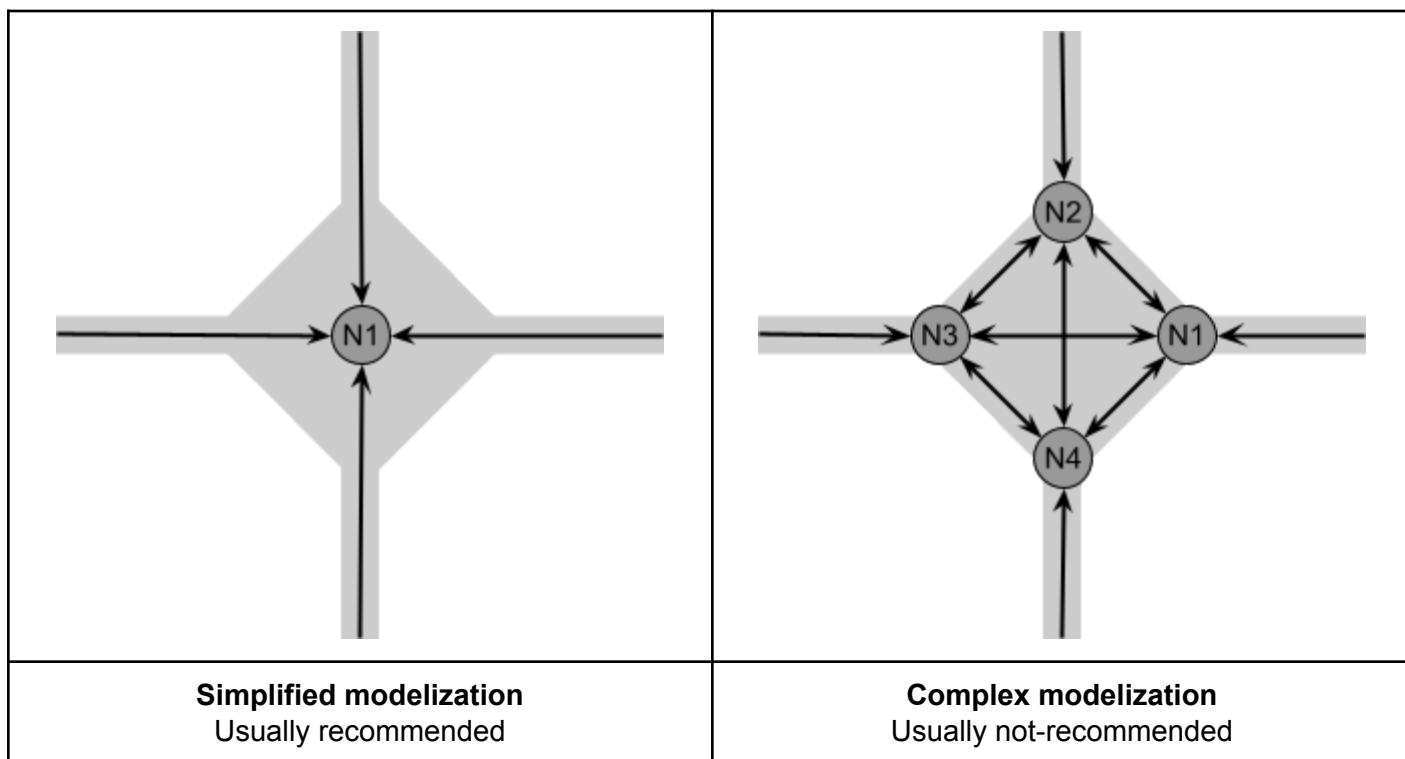 N1
N2
N3
N1
N4
Simplified modelization
Usually recommended
Complex modelization
Usually not-recommended